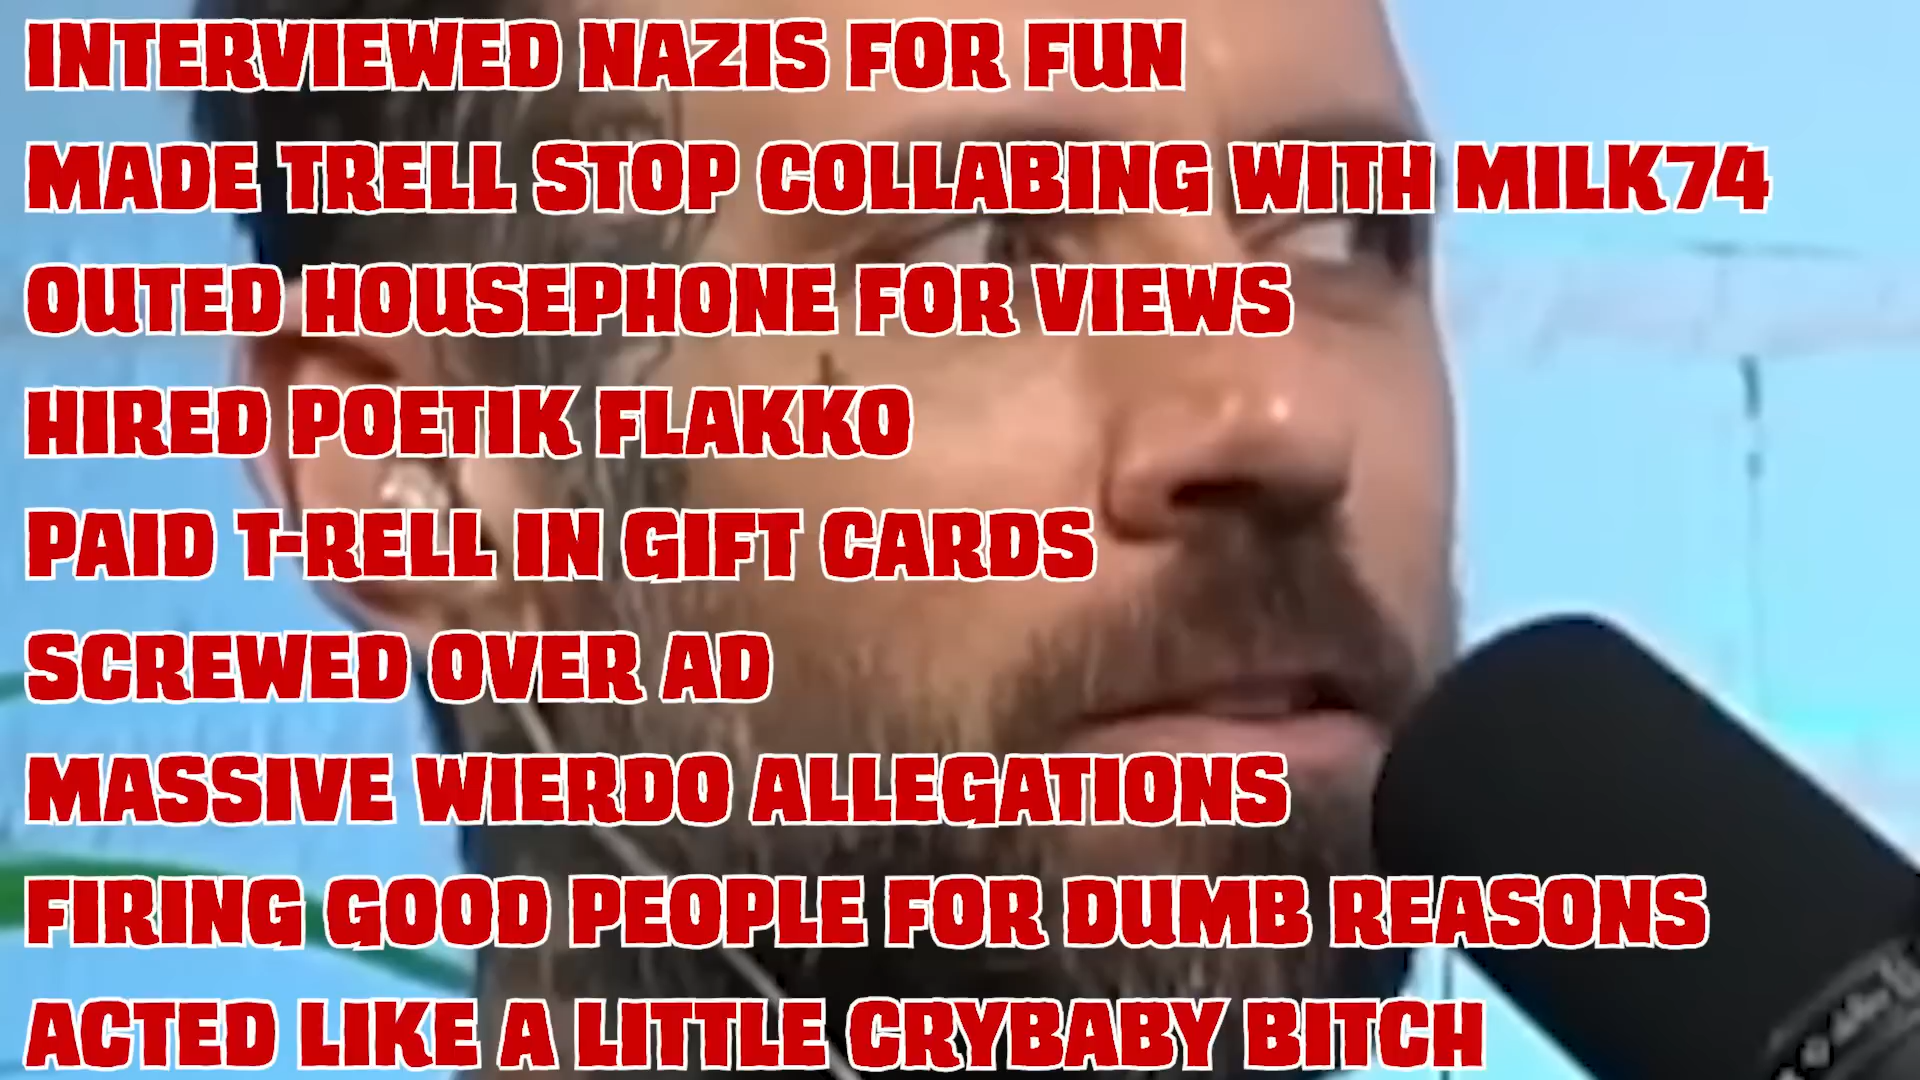 INTERVIEWED NAZIS FOR FUN
MADE TRELL STOP COLLABING WITH MILK74
OUTED HOUSEPHONE FOR VIEWS
HIRED POETIK FLAKKO
PAID T-RELL IN GIFT CARDS
SCREWED OVER AD
MASSIVE WIERDO ALLEGATIONS
FIRING GOOD PEOPLE FOR DUMB REASONS
ACTED LIKE A LITTLE CRYBABY BITCH